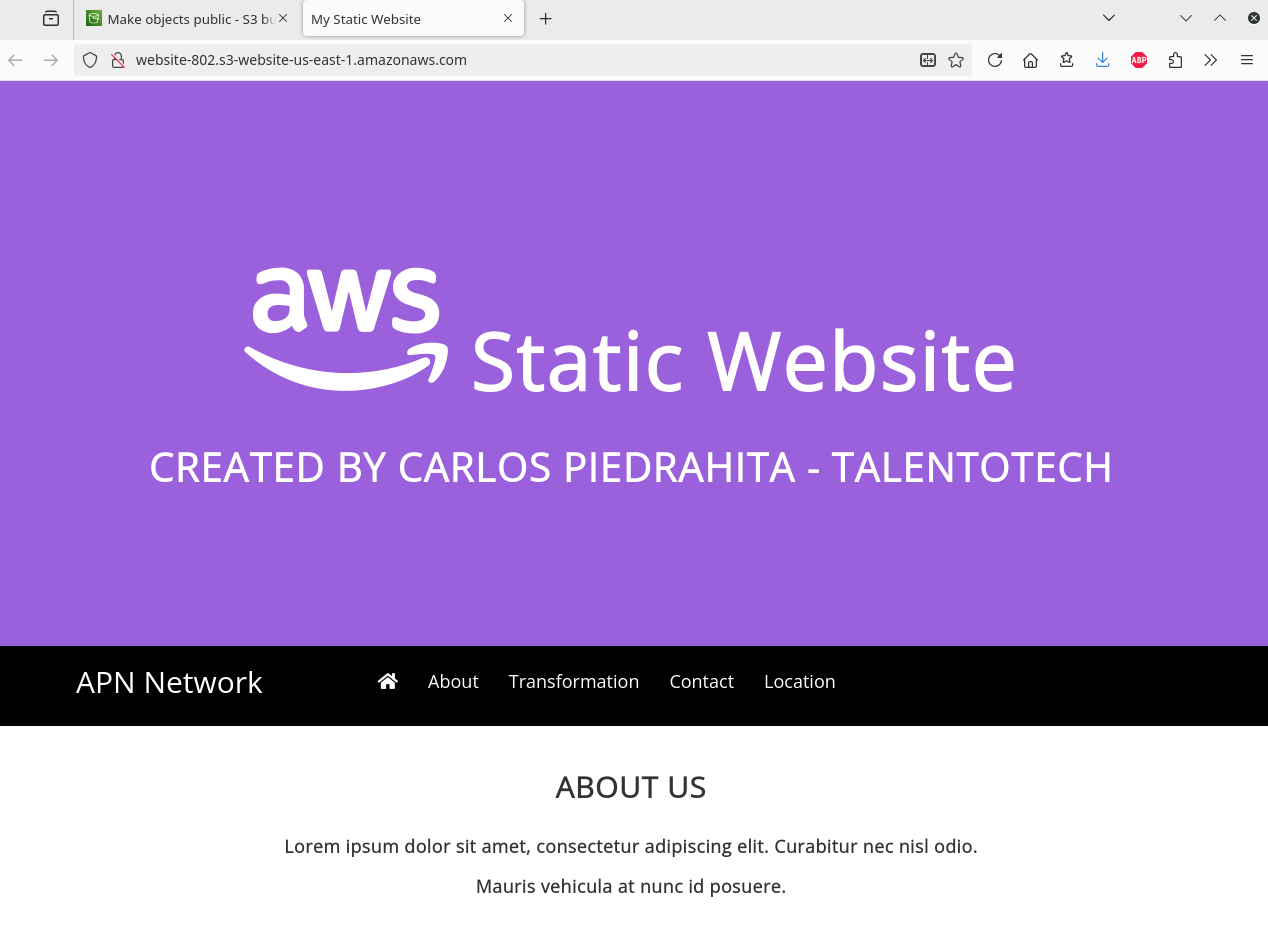 Make objects public - S3 bu
My Static Website
website-802.s3-website-us-east-1.amazonaws.com
ABP
aws Static Website
CREATED BY CARLOS PIEDRAHITA - TALENTOTECH
APN Network About Transformation Contact Location
ABOUT US
Lorem ipsum dolor sit amet, consectetur adipiscing elit. Curabitur nec nisl odio.
Mauris vehicula at nunc id posuere.